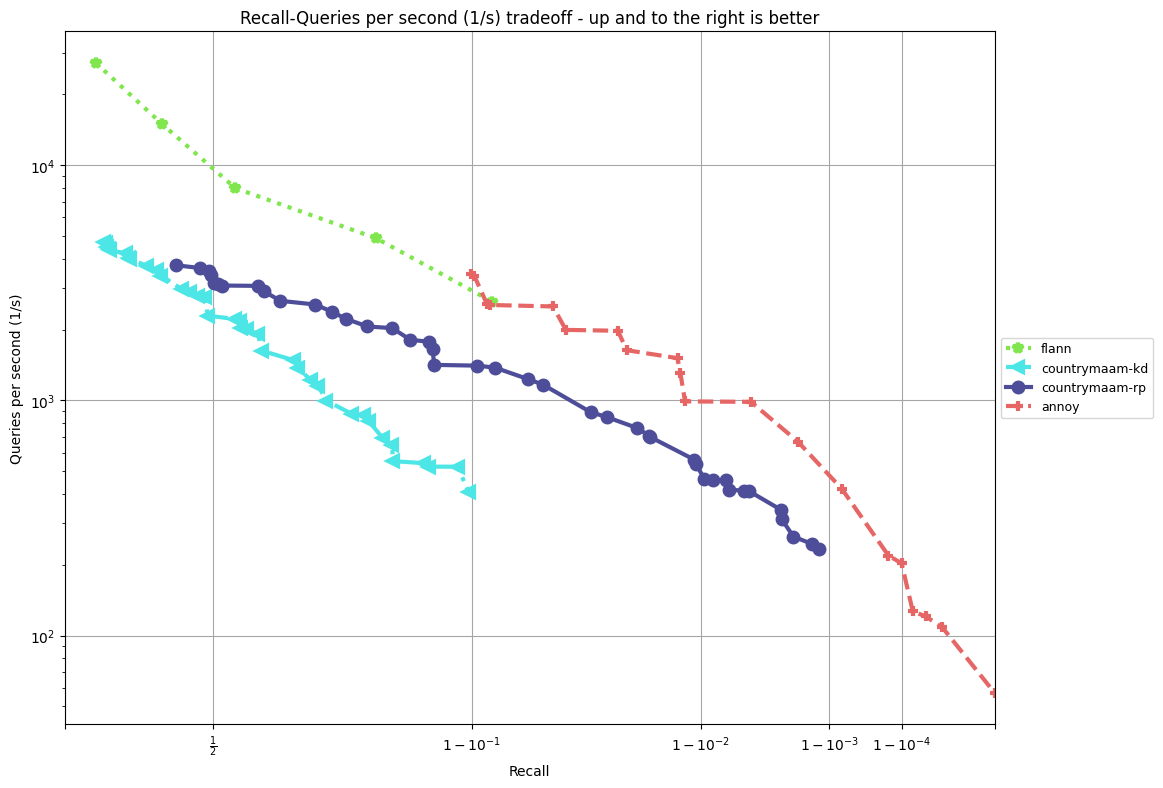 Recall-Queries per second (1/s) tradeoff - up and to the right is better
Queries per second (1/s)
10^4
10^3
10^2
1/2
1 − 10^1
1 − 10^−2
1 − 10^−3
1 − 10^−4
Recall
flann
countrymaam-kd
countrymaam-rp
annoy